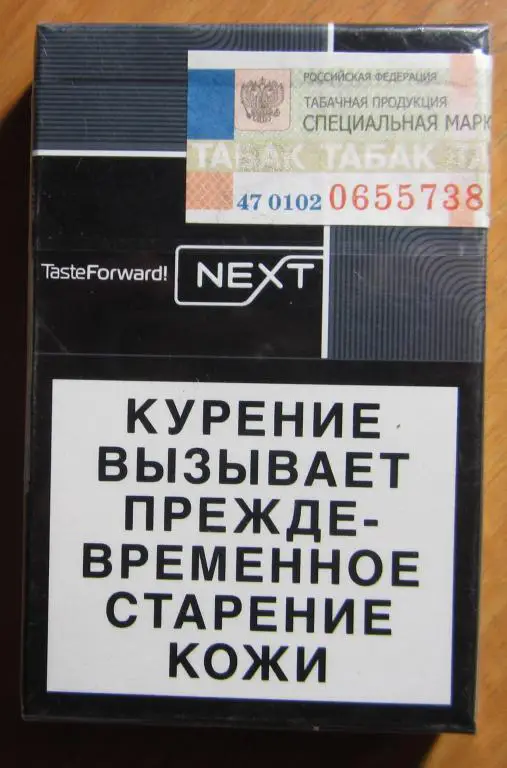 РОССИЙСКАЯ ФЕДЕРАЦИЯ
ТАБАЧНАЯ ПРОДУКЦИЯ
СПЕЦИАЛЬНАЯ МАРК
ТАБАК ТАБАК ТА
47 0102 0655738
TasteForward! NEXT
КУРЕНИЕ
ВЫЗЫВАЕТ
ПРЕЖДЕ-
ВРЕМЕННОЕ
СТАРЕНИЕ
КОЖИ